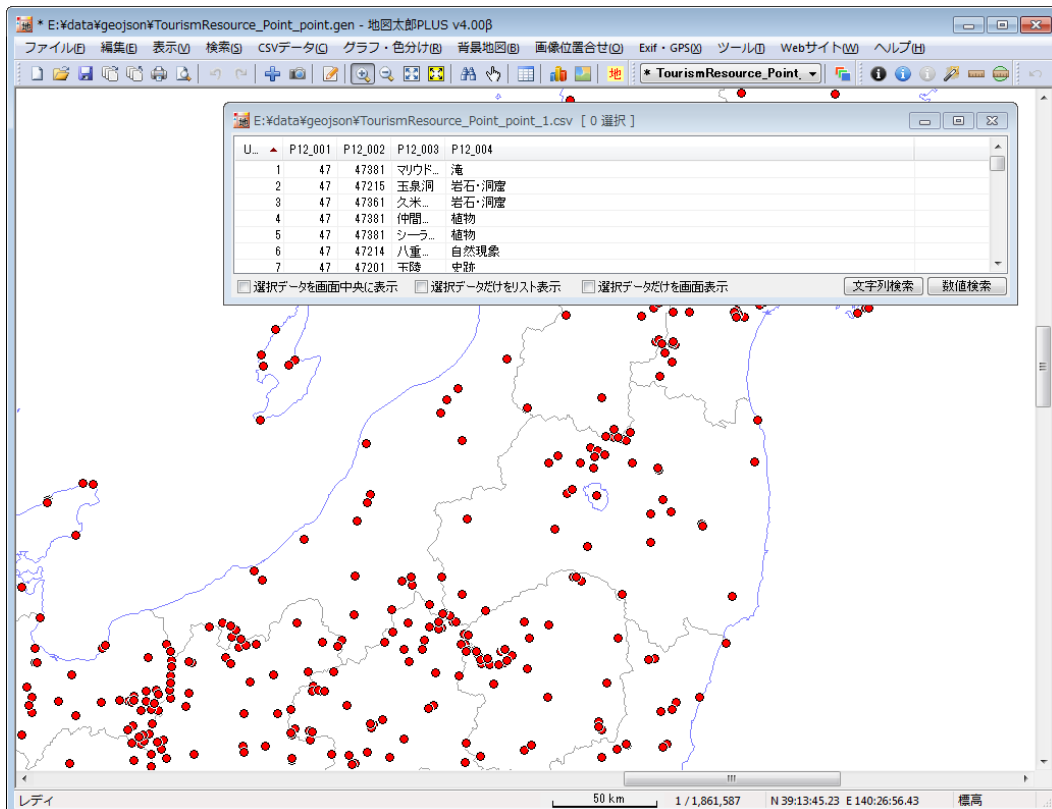 * E:¥data¥geojson¥TourismResource_Point_point.gen - 地図太郎PLUS v4.00β
ファイル(F) 編集(E) 表示(V) 検索(S) CSVデータ(C) グラフ・色分け(R) 背景地図(B) 画像位置合せ(O) Exif・GPS(X) ツール(T) Webサイト(W) ヘルプ(H)
地 * TourismResource_Point_
E:¥data¥geojson¥TourismResource_Point_point_1.csv [ 0 選択 ]
U... P12_001 P12_002 P12_003 P12_004
1 47 47381 マリウド... 滝
2 47 47215 玉泉洞 岩石・洞窟
3 47 47361 久米... 岩石・洞窟
4 47 47381 仲間... 植物
5 47 47381 シーラ... 植物
6 47 47214 八重... 自然現象
7 47 47201 玉陵 史跡
選択データを画面中央に表示 選択データだけをリスト表示 選択データだけを画面表示 文字列検索 数値検索
レディ 50 km 1 / 1,861,587 N 39:13:45.23 E 140:26:56.43 標高